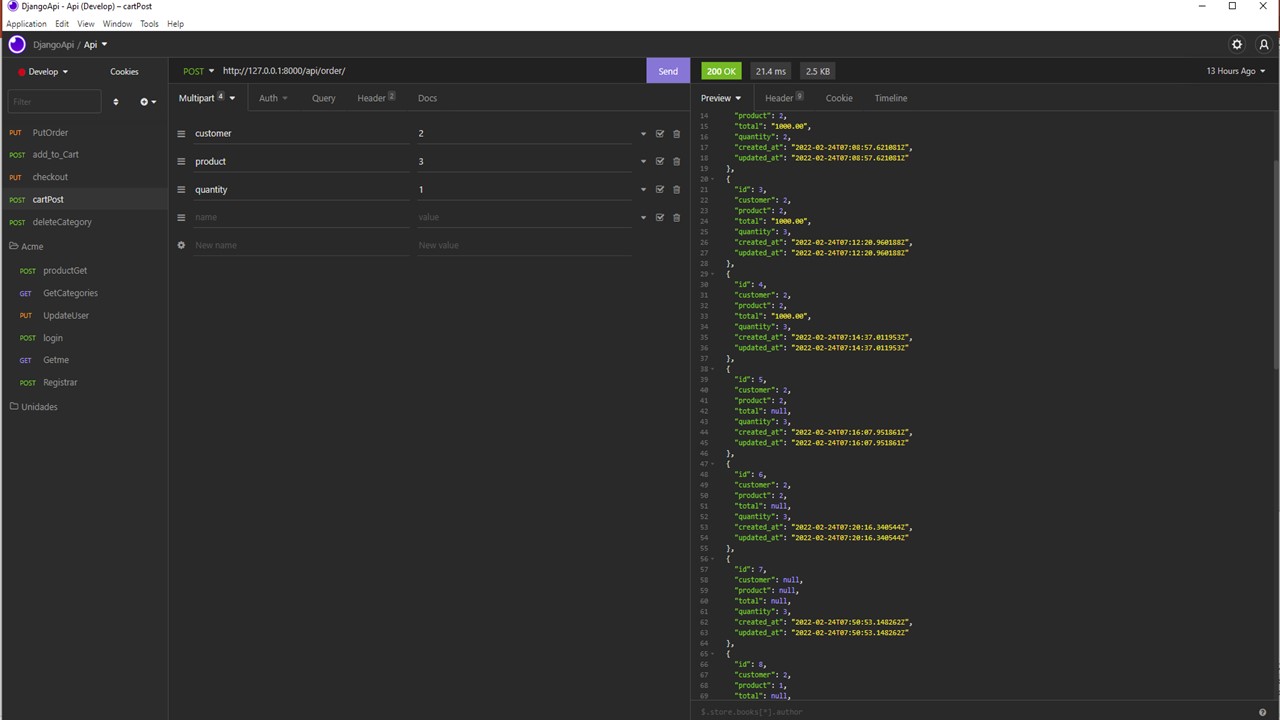 DjangoApi - Api (Develop) – cartPost
Application Edit View Window Tools Help
DjangoApi / Api
Develop Cookies
POST http://127.0.0.1:8000/api/order/ Send
200 OK 21.4 ms 2.5 KB 13 Hours Ago
Filter
Multipart 4 Auth Query Header 2 Docs
Preview Header 9 Cookie Timeline
PUT PutOrder
POST add_to_Cart
PUT checkout
POST cartPost
POST deleteCategory
Acme
POST productGet
GET GetCategories
PUT UpdateUser
POST login
GET Getme
POST Registrar
Unidades
customer 2
product 3
quantity 1
name value
New name New value
14 "product": 2,
15 "total": "1000.00",
16 "quantity": 2,
17 "created_at": "2022-02-24T07:08:57.621081Z",
18 "updated_at": "2022-02-24T07:08:57.621081Z"
19 },
20 {
21 "id": 3,
22 "customer": 2,
23 "product": 2,
24 "total": "1000.00",
25 "quantity": 3,
26 "created_at": "2022-02-24T07:12:20.960188Z",
27 "updated_at": "2022-02-24T07:12:20.960188Z"
28 },
29 {
30 "id": 4,
31 "customer": 2,
32 "product": 2,
33 "total": "1000.00",
34 "quantity": 3,
35 "created_at": "2022-02-24T07:14:37.011953Z",
36 "updated_at": "2022-02-24T07:14:37.011953Z"
37 },
38 {
39 "id": 5,
40 "customer": 2,
41 "product": 2,
42 "total": null,
43 "quantity": 3,
44 "created_at": "2022-02-24T07:16:07.951861Z",
45 "updated_at": "2022-02-24T07:16:07.951861Z"
46 },
47 {
48 "id": 6,
49 "customer": 2,
50 "product": 2,
51 "total": null,
52 "quantity": 3,
53 "created_at": "2022-02-24T07:20:16.340544Z",
54 "updated_at": "2022-02-24T07:20:16.340544Z"
55 },
56 {
57 "id": 7,
58 "customer": null,
59 "product": null,
60 "total": null,
61 "quantity": 3,
62 "created_at": "2022-02-24T07:50:53.148262Z",
63 "updated_at": "2022-02-24T07:50:53.148262Z"
64 },
65 {
66 "id": 8,
67 "customer": 2,
68 "product": 1,
69 "total": null,
$.store.books[*].author